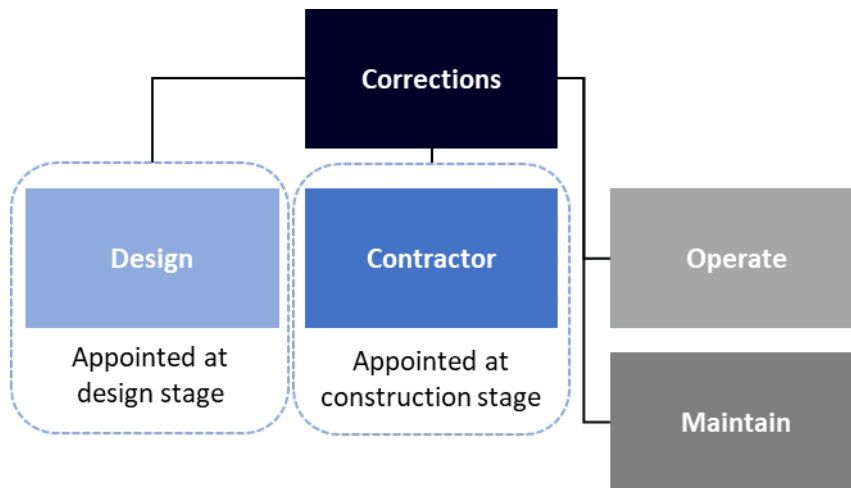 Corrections
Design
Contractor
Operate
Appointed at
design stage
Appointed at
construction stage
Maintain